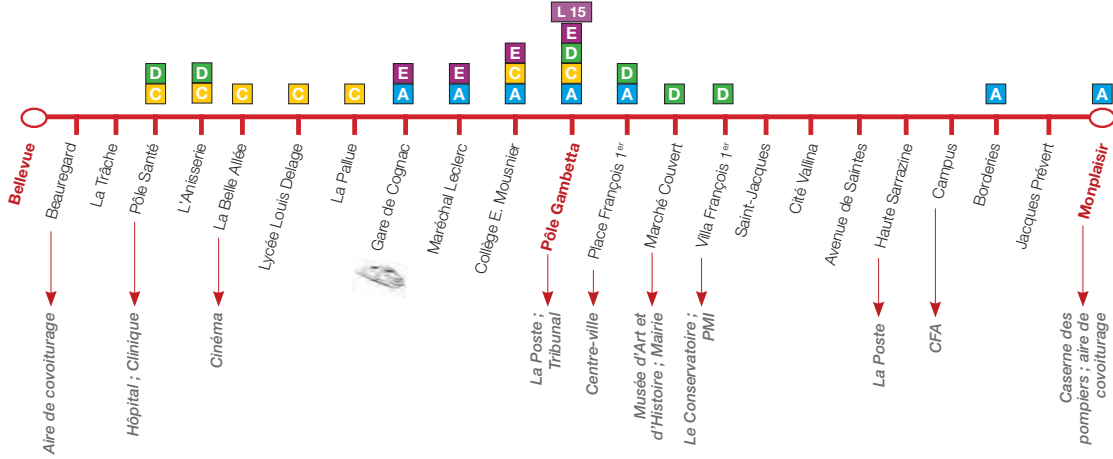 L 15
E
D
C
A
D
C
D
C
C
C
C
E
A
E
A
E
C
A
D
A
D
D
A
A
Bellevue
Beauregard
La Trâche
Pôle Santé
L'Anisserie
La Belle Allée
Lycée Louis Delage
La Pallue
Gare de Cognac
Maréchal Leclerc
Collège E. Mousnier
Pôle Gambetta
Place François 1er
Marché Couvert
Villa François 1er
Saint-Jacques
Cité Vallina
Avenue de Saintes
Haute Sarrazine
Campus
Borderies
Jacques Prévert
Monplaisir
Aire de covoiturage
Hôpital ; Clinique
Cinéma
La Poste ;
Tribunal
Centre-ville
Musée d'Art et
d'Histoire ; Mairie
Le Conservatoire ;
PMI
La Poste
CFA
Caserne des
pompiers ; aire de
covoiturage